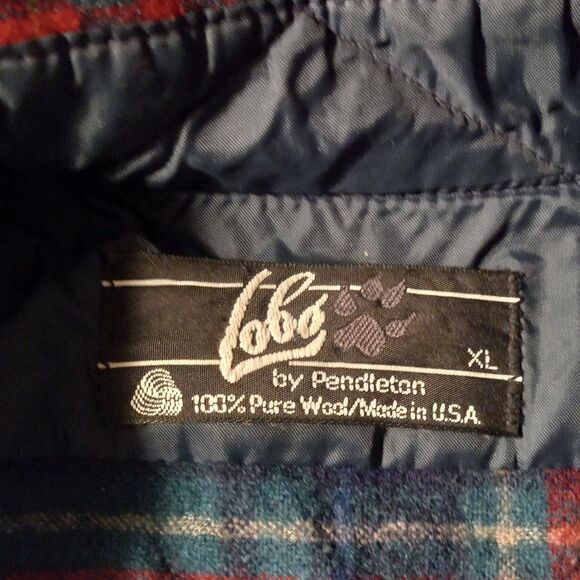 Lobo
XL
by Pendleton
100% Pure Wool/Made in U.S.A.